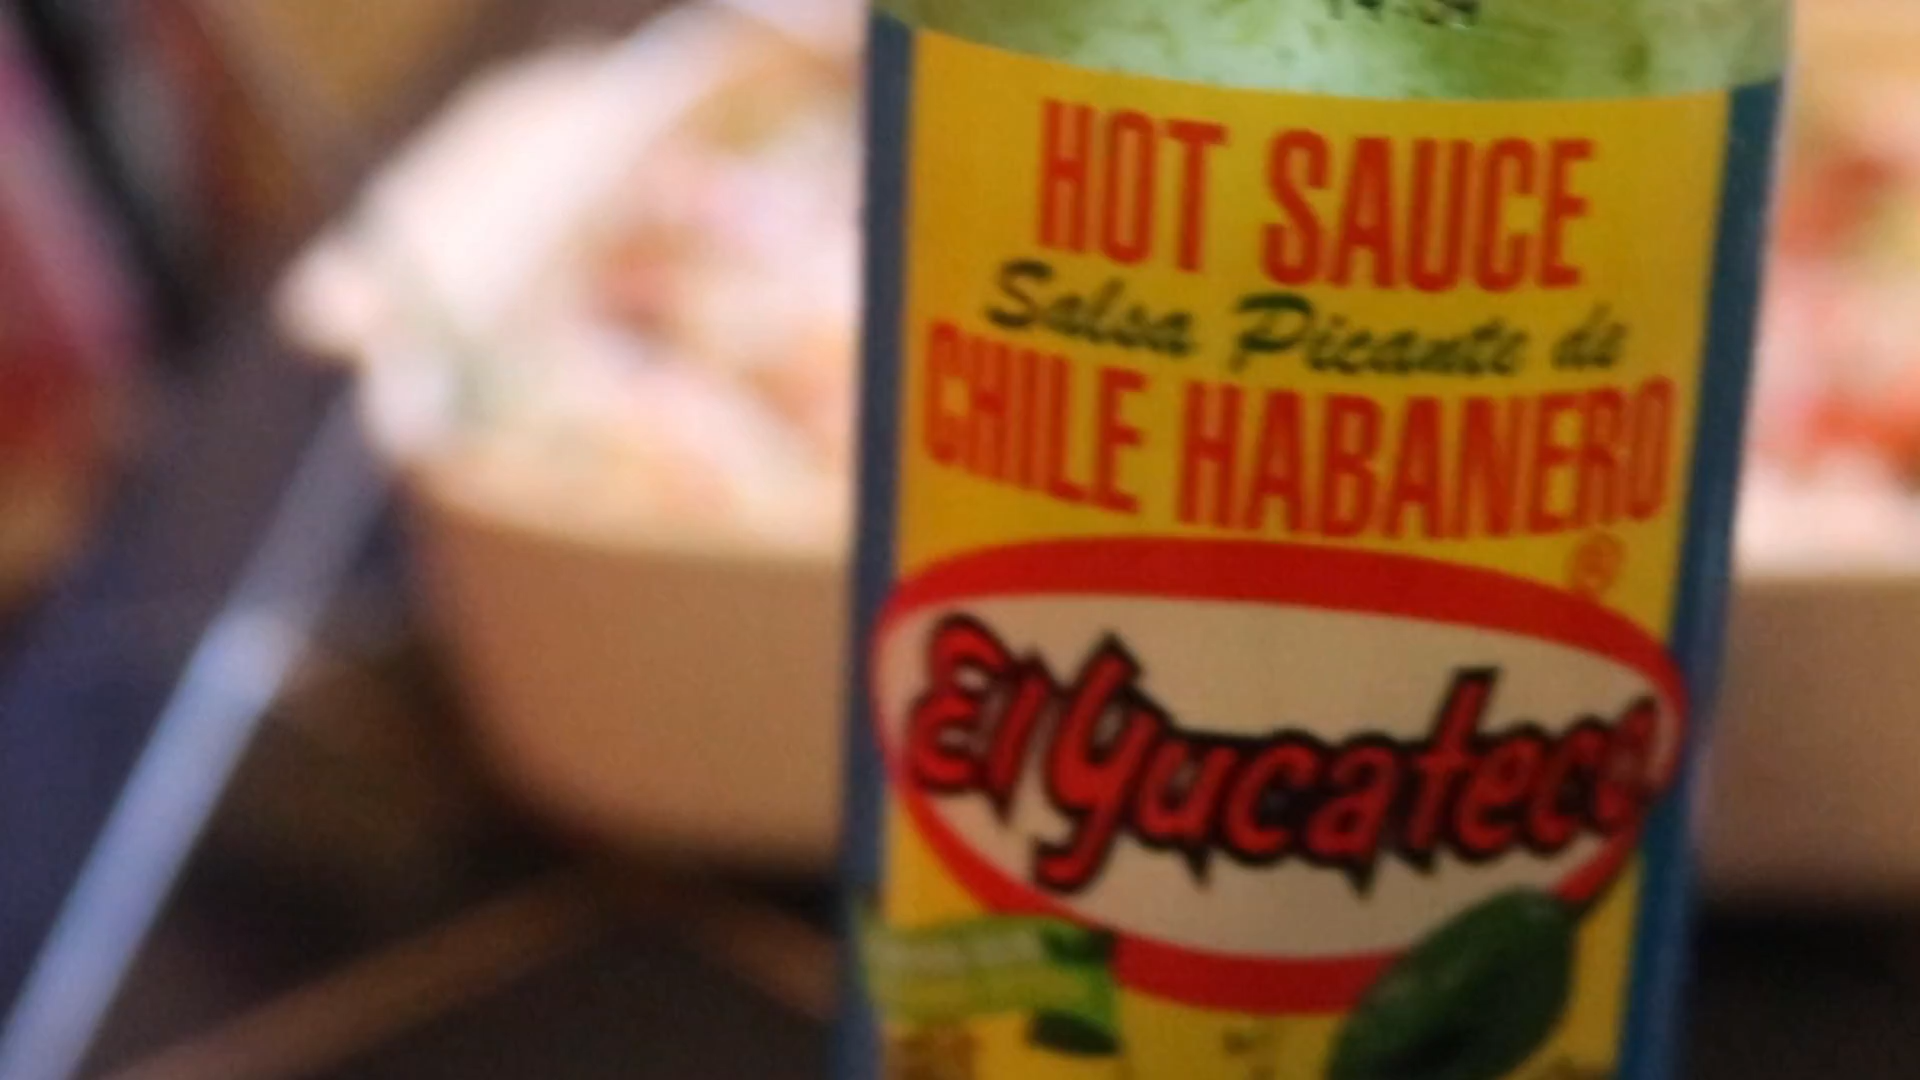 HOT SAUCE
Salsa Picante de
CHILE HABANERO
®
El Yucateco